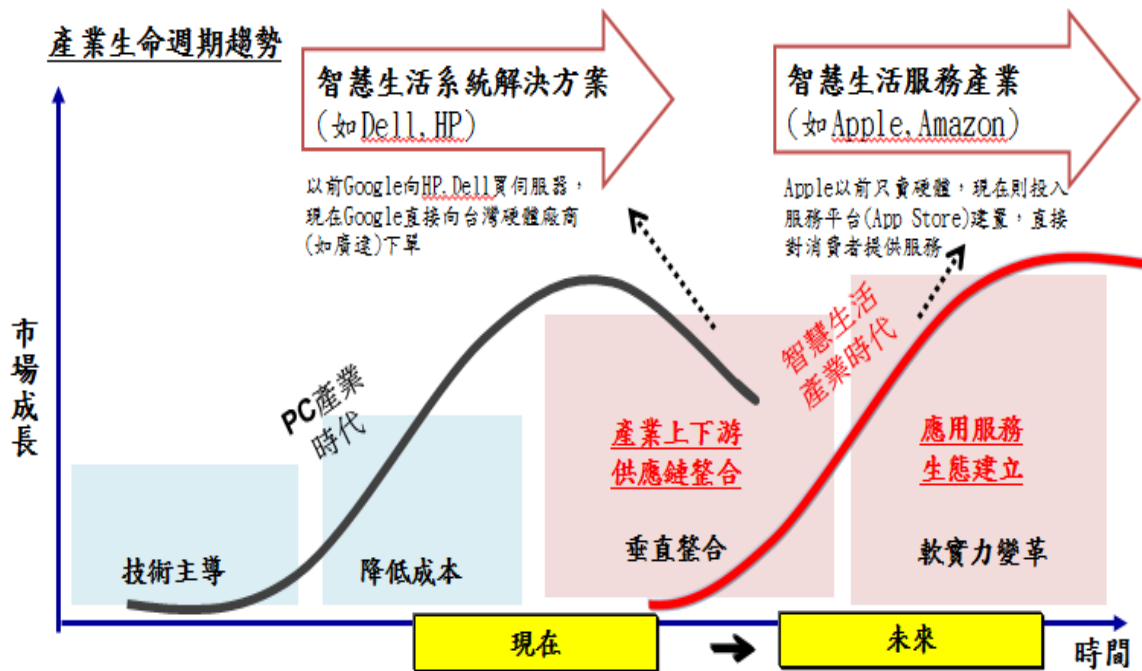 產業生命週期趨勢
智慧生活系統解決方案
(如Dell,HP)
智慧生活服務產業
(如Apple,Amazon)
以前Google向HP,Dell買伺服器，
現在Google直接向台灣硬體廠商
(如廣達)下單
Apple以前只賣硬體，現在則投入
服務平台(App Store)建置，直接
對消費者提供服務
市場成長
PC產業
時代
智慧生活
產業時代
產業上下游
供應鏈整合
應用服務
生態建立
技術主導
降低成本
垂直整合
軟實力變革
現在
未來
時間